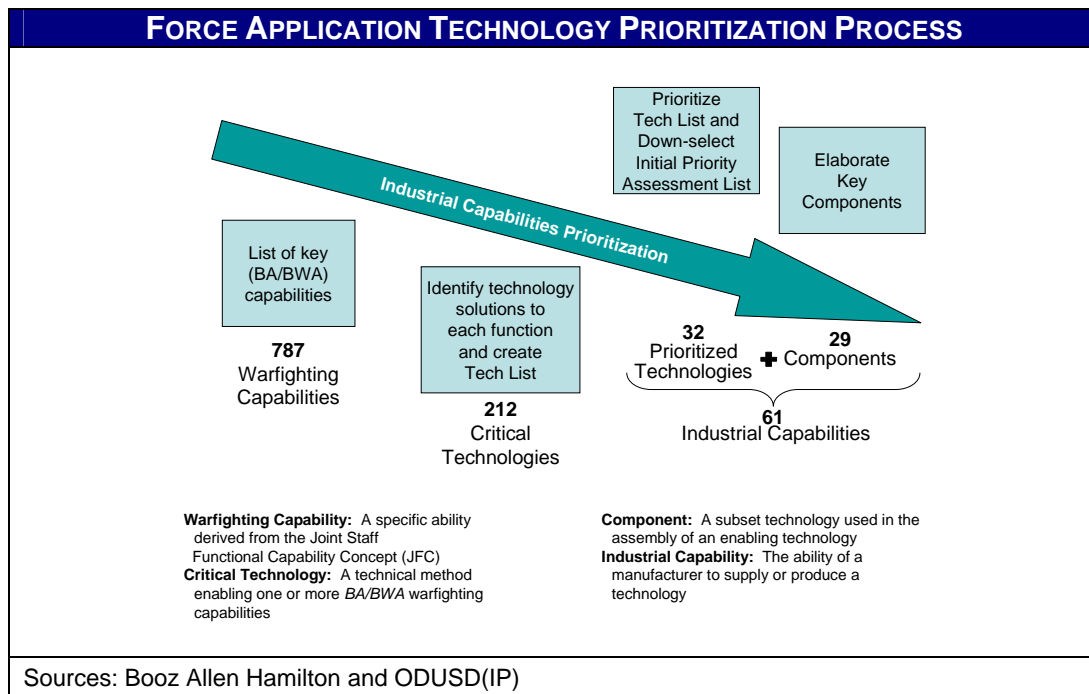 FORCE APPLICATION TECHNOLOGY PRIORITIZATION PROCESS
Prioritize
Tech List and
Down-select
Initial Priority
Assessment List
Elaborate
Key
Components
Industrial Capabilities Prioritization
List of key
(BA/BWA)
capabilities
787
Warfighting
Capabilities
Identify technology
solutions to
each function
and create
Tech List
212
Critical
Technologies
32
Prioritized
Technologies
+
29
Components
61
Industrial Capabilities
Warfighting Capability: A specific ability
derived from the Joint Staff
Functional Capability Concept (JFC)
Critical Technology: A technical method
enabling one or more BA/BWA warfighting
capabilities
Component: A subset technology used in the
assembly of an enabling technology
Industrial Capability: The ability of a
manufacturer to supply or produce a
technology
Sources: Booz Allen Hamilton and ODUSD(IP)